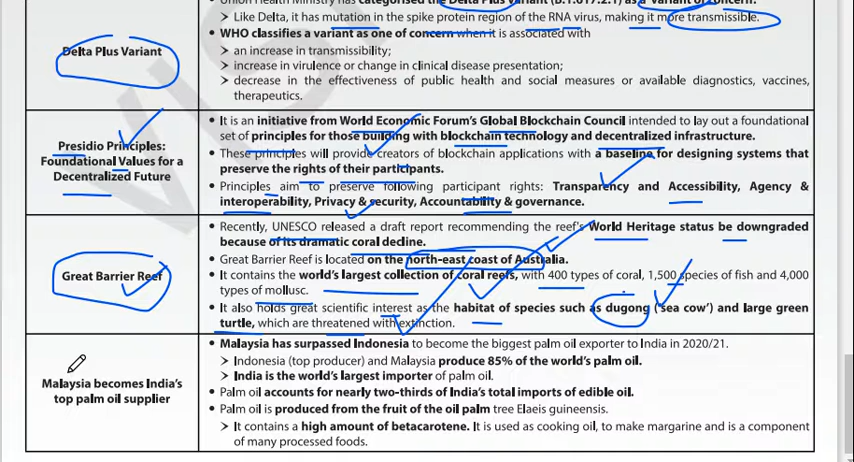 Union Health Ministry has categorised the Delta Plus variant (B.1.617.2.1) as a 'Variant of Concern.
➤ Like Delta, it has mutation in the spike protein region of the RNA virus, making it more transmissible.
Delta Plus Variant
• WHO classifies a variant as one of concern when it is associated with
➤ an increase in transmissibility;
➤ increase in virulence or change in clinical disease presentation;
➤ decrease in the effectiveness of public health and social measures or available diagnostics, vaccines,
therapeutics.
Presidio Principles:
Foundational Values for a
Decentralized Future
• It is an initiative from World Economic Forum's Global Blockchain Council intended to lay out a foundational
set of principles for those building with blockchain technology and decentralized infrastructure.
• These principles will provide creators of blockchain applications with a baseline for designing systems that
preserve the rights of their participants.
• Principles aim to preserve following participant rights: Transparency and Accessibility, Agency &
interoperability, Privacy & security, Accountability & governance.
Great Barrier Reef
• Recently, UNESCO released a draft report recommending the reef's World Heritage status be downgraded
because of its dramatic coral decline.
• Great Barrier Reef is located on the north-east coast of Australia.
• It contains the world's largest collection of coral reefs, with 400 types of coral, 1,500 species of fish and 4,000
types of mollusc.
• It also holds great scientific interest as the habitat of species such as dugong ('sea cow') and large green
turtle, which are threatened with extinction.
Malaysia becomes India's
top palm oil supplier
• Malaysia has surpassed Indonesia to become the biggest palm oil exporter to India in 2020/21.
➤ Indonesia (top producer) and Malaysia produce 85% of the world's palm oil.
➤ India is the world's largest importer of palm oil.
• Palm oil accounts for nearly two-thirds of India's total imports of edible oil.
• Palm oil is produced from the fruit of the oil palm tree Elaeis guineensis.
➤ It contains a high amount of betacarotene. It is used as cooking oil, to make margarine and is a component
of many processed foods.